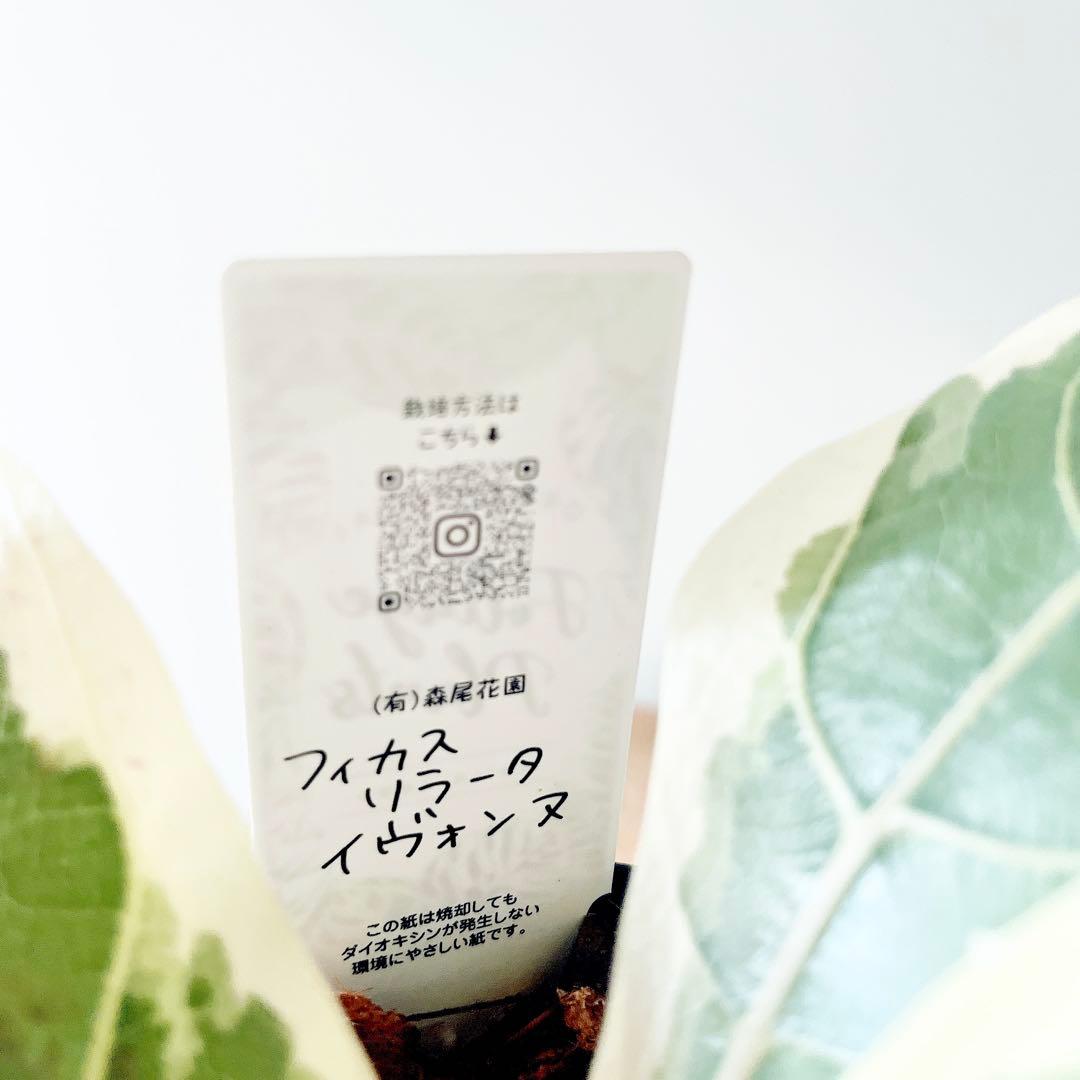 栽培方法は
こちら⬇
(有)森尾花園
フィカス
リラータ
イヴォンヌ
この紙は焼却しても
ダイオキシンが発生しない
環境にやさしい紙です。